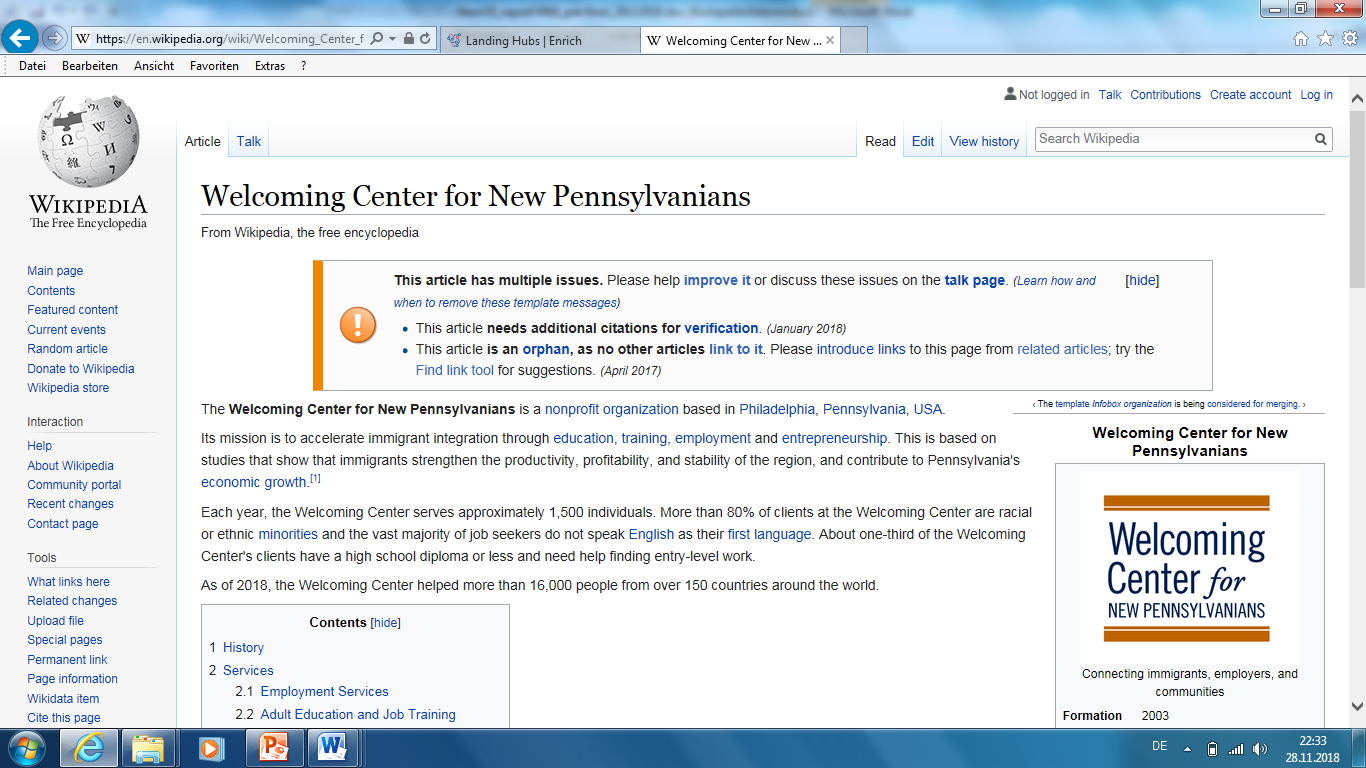 https://en.wikipedia.org/wiki/Welcoming_Center_f
Landing Hubs | Enrich
W Welcoming Center for New ...
Datei Bearbeiten Ansicht Favoriten Extras ?
Not logged in Talk Contributions Create account Log in
Article Talk
Read Edit View history
Search Wikipedia
WIKIPEDIA
The Free Encyclopedia
Main page
Contents
Featured content
Current events
Random article
Donate to Wikipedia
Wikipedia store
Interaction
Help
About Wikipedia
Community portal
Recent changes
Contact page
Tools
What links here
Related changes
Upload file
Special pages
Permanent link
Page information
Wikidata item
Cite this page
Welcoming Center for New Pennsylvanians
From Wikipedia, the free encyclopedia
This article has multiple issues. Please help improve it or discuss these issues on the talk page. (Learn how and [hide]
when to remove these template messages)
• This article needs additional citations for verification. (January 2018)
• This article is an orphan, as no other articles link to it. Please introduce links to this page from related articles; try the
Find link tool for suggestions. (April 2017)
The Welcoming Center for New Pennsylvanians is a nonprofit organization based in Philadelphia, Pennsylvania, USA.
Its mission is to accelerate immigrant integration through education, training, employment and entrepreneurship. This is based on
studies that show that immigrants strengthen the productivity, profitability, and stability of the region, and contribute to Pennsylvania's
economic growth.[1]
Each year, the Welcoming Center serves approximately 1,500 individuals. More than 80% of clients at the Welcoming Center are racial
or ethnic minorities and the vast majority of job seekers do not speak English as their first language. About one-third of the Welcoming
Center's clients have a high school diploma or less and need help finding entry-level work.
As of 2018, the Welcoming Center helped more than 16,000 people from over 150 countries around the world.
Contents [hide]
1 History
2 Services
2.1 Employment Services
2.2 Adult Education and Job Training
‹ The template Infobox organization is being considered for merging. ›
Welcoming Center for New
Pennsylvanians
Welcoming
Center for
NEW PENNSYLVANIANS
Connecting immigrants, employers, and
communities
Formation 2003
DE
22:33
28.11.2018